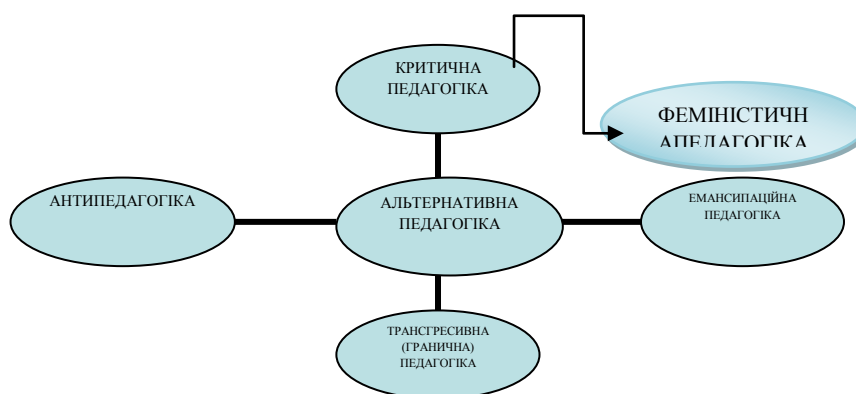 КРИТИЧНА
ПЕДАГОГІКА
ФЕМІНІСТИЧН
АПЕДАГОГІКА
АНТИПЕДАГОГІКА
АЛЬТЕРНАТИВНА
ПЕДАГОГІКА
ЕМАНСИПАЦІЙНА
ПЕДАГОГІКА
ТРАНСГРЕСИВНА
(ГРАНИЧНА)
ПЕДАГОГІКА